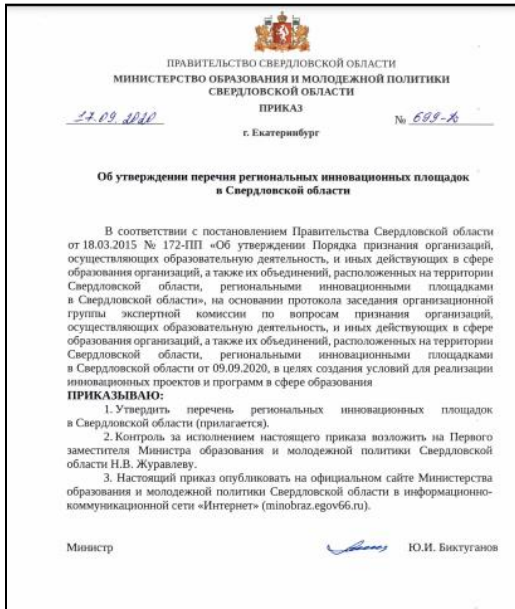 ПРАВИТЕЛЬСТВО СВЕРДЛОВСКОЙ ОБЛАСТИ
МИНИСТЕРСТВО ОБРАЗОВАНИЯ И МОЛОДЕЖНОЙ ПОЛИТИКИ
СВЕРДЛОВСКОЙ ОБЛАСТИ
ПРИКАЗ
17.09.2020 № 699-Д
г. Екатеринбург
Об утверждении перечня региональных инновационных площадок
в Свердловской области
В соответствии с постановлением Правительства Свердловской области
от 18.03.2015 № 172-ПП «Об утверждении Порядка признания организаций,
осуществляющих образовательную деятельность, и иных действующих в сфере
образования организаций, а также их объединений, расположенных на территории
Свердловской области, региональными инновационными площадками
в Свердловской области», на основании протокола заседания организационной
группы экспертной комиссии по вопросам признания организаций,
осуществляющих образовательную деятельность, и иных действующих в сфере
образования организаций, а также их объединений, расположенных на территории
Свердловской области, региональными инновационными площадками
в Свердловской области от 09.09.2020, в целях создания условий для реализации
инновационных проектов и программ в сфере образования
ПРИКАЗЫВАЮ:
1. Утвердить перечень региональных инновационных площадок
в Свердловской области (прилагается).
2. Контроль за исполнением настоящего приказа возложить на Первого
заместителя Министра образования и молодежной политики Свердловской
области Н.В. Журавлеву.
3. Настоящий приказ опубликовать на официальном сайте Министерства
образования и молодежной политики Свердловской области в информационно-
коммуникационной сети «Интернет» (minobraz.egov66.ru).
Министр Ю.И. Биктуганов